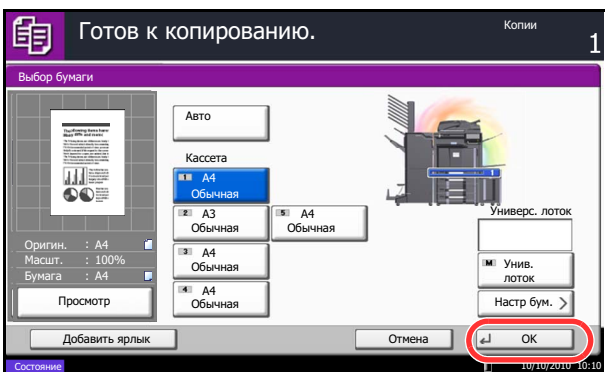 Готов к копированию.
Копии
1
Выбор бумаги
Авто
Кассета
1 A4
Обычная
2 A3
Обычная
5 A4
Обычная
3 A4
Обычная
4 A4
Обычная
1
Универс. лоток
M Унив.
лоток
Настр бум.
Оригин. : A4
Масшт. : 100%
Бумага : A4
Просмотр
Добавить ярлык
Отмена
OK
Состояние
10/10/2010 10:10